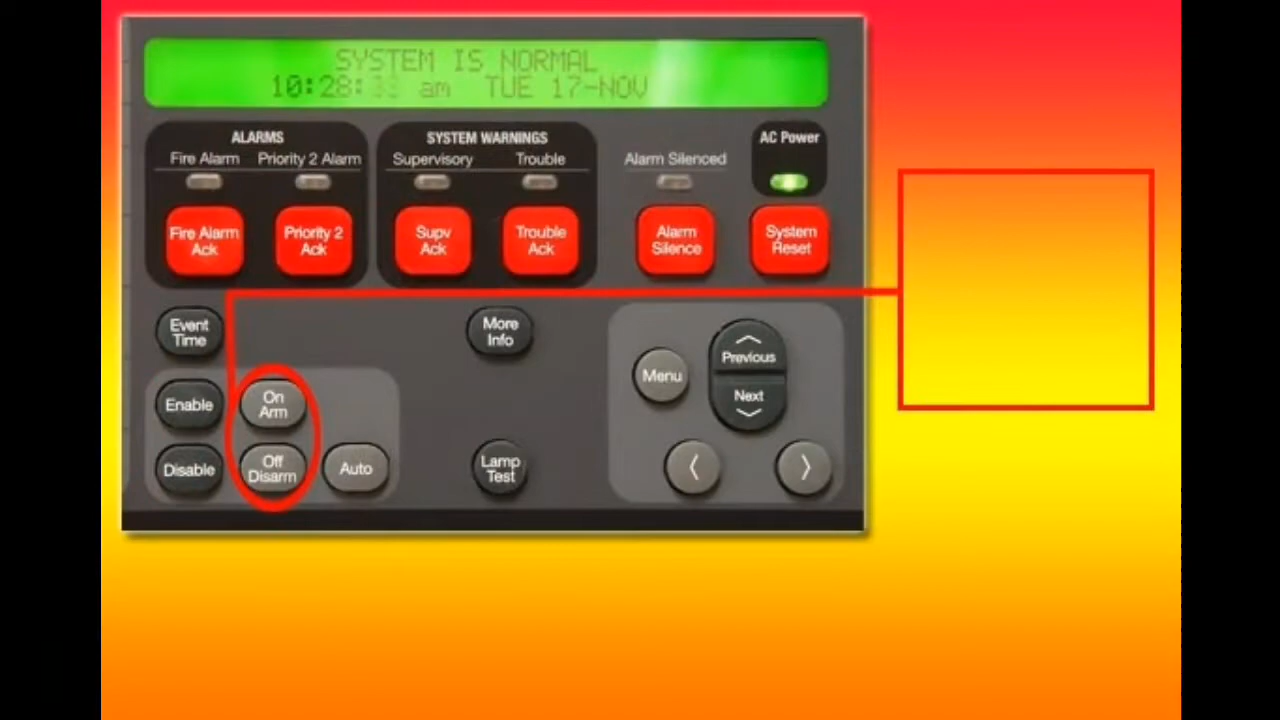 SYSTEM IS NORMAL
10:28:33 am TUE 17-NOV
ALARMS
SYSTEM WARNINGS
AC Power
Fire Alarm
Priority 2 Alarm
Supervisory
Trouble
Alarm Silenced
Fire Alarm
Ack
Priority 2
Ack
Supv
Ack
Trouble
Ack
Alarm
Silence
System
Reset
Event
Time
More
Info
Previous
Menu
Next
Enable
On
Arm
Disable
Off
Disarm
Auto
Lamp
Test